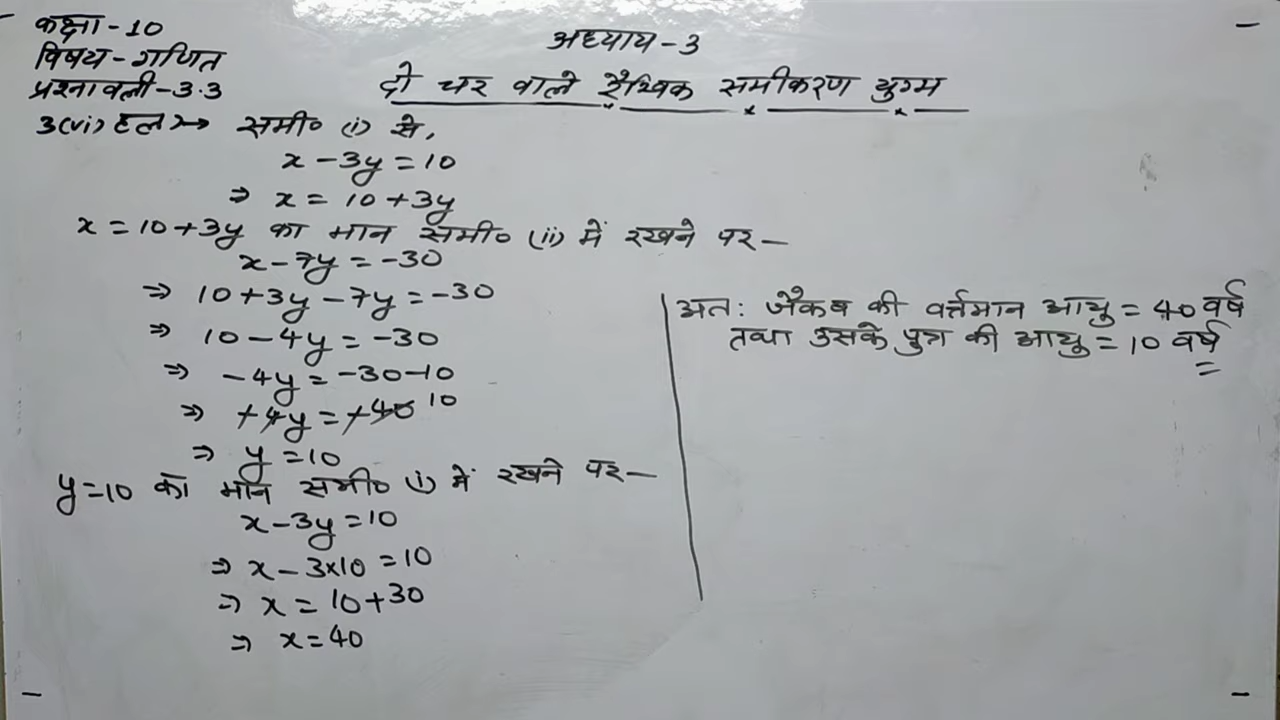 कक्षा-10
विषय-गणित
प्रश्नावली-3.3
अध्याय-3
दो चर वाले रैखिक समीकरण युग्म
3(vi) हल→ समी० (i) से,
x-3y=10
⇒ x=10+3y
x=10+3y का मान समी० (ii) में रखने पर—
x-7y=-30
⇒ 10+3y-7y=-30
⇒ 10-4y=-30
⇒ -4y=-30-10
⇒ +4y=+40 10
⇒ y=10
y=10 का मान समी० (i) में रखने पर—
x-3y=10
⇒ x-3×10=10
⇒ x=10+30
⇒ x=40
अतः जैकब की वर्त्तमान आयु=40 वर्ष
तथा उसके पुत्र की आयु=10 वर्ष